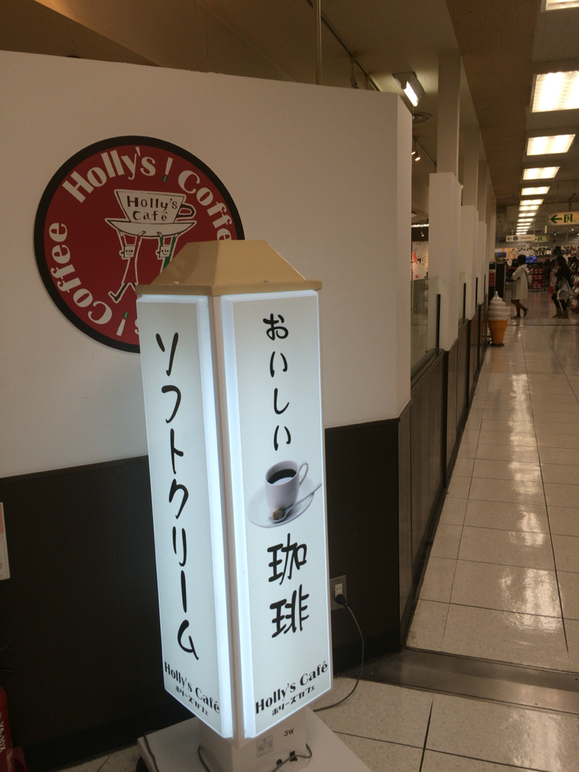 Holly's! Coffee
Coffee
Holly's
Café
ソフトクリーム
Holly's Café
ホリーズカフェ
おいしい
珈琲
Holly's Café
ホリーズカフェ
3W